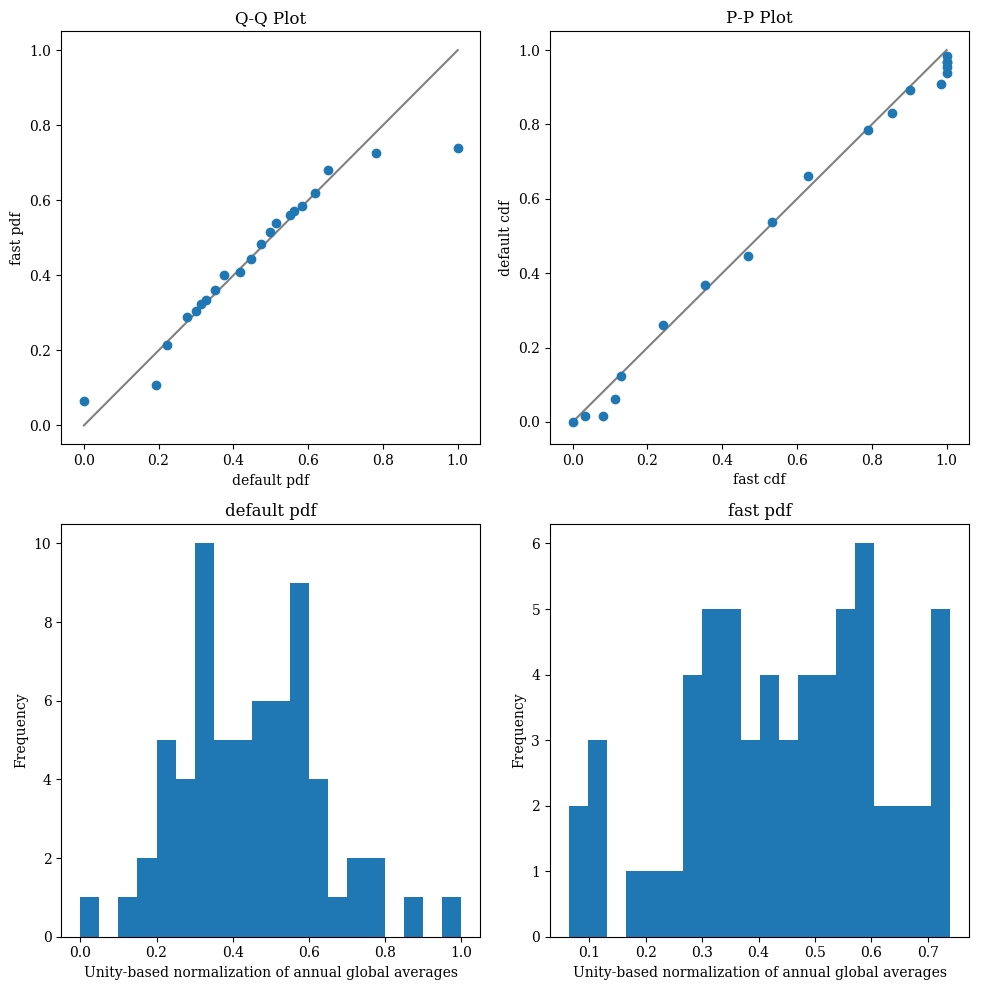 Q-Q Plot
1.0
0.8
0.6
0.4
0.2
0.0
fast pdf
0.0 0.2 0.4 0.6 0.8 1.0
default pdf
P-P Plot
1.0
0.8
0.6
0.4
0.2
0.0
default cdf
0.0 0.2 0.4 0.6 0.8 1.0
fast cdf
default pdf
10
8
6
4
2
0
Frequency
0.0 0.2 0.4 0.6 0.8 1.0
Unity-based normalization of annual global averages
fast pdf
6
5
4
3
2
1
0
Frequency
0.1 0.2 0.3 0.4 0.5 0.6 0.7
Unity-based normalization of annual global averages